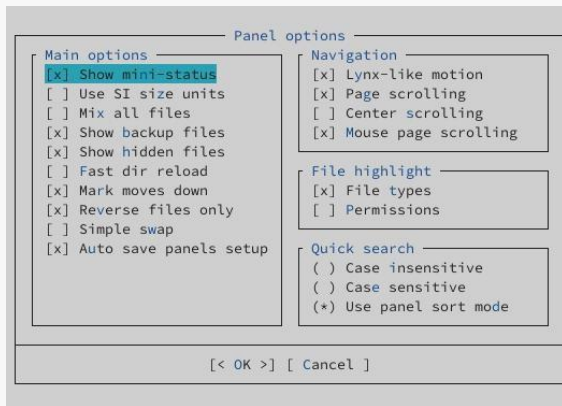 Panel options
Main options
[x] Show mini-status
[ ] Use SI size units
[ ] Mix all files
[x] Show backup files
[x] Show hidden files
[ ] Fast dir reload
[x] Mark moves down
[x] Reverse files only
[ ] Simple swap
[x] Auto save panels setup
Navigation
[x] Lynx-like motion
[x] Page scrolling
[ ] Center scrolling
[x] Mouse page scrolling
File highlight
[x] File types
[ ] Permissions
Quick search
( ) Case insensitive
( ) Case sensitive
(*) Use panel sort mode
[< OK >] [ Cancel ]